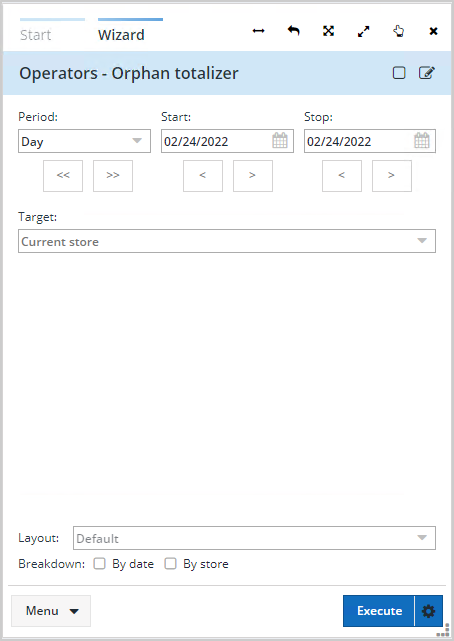 Start Wizard
Operators - Orphan totalizer
Period: Start: Stop:
Day 02/24/2022 02/24/2022
<< >> < > < >
Target:
Current store
Layout: Default
Breakdown: By date By store
Menu Execute